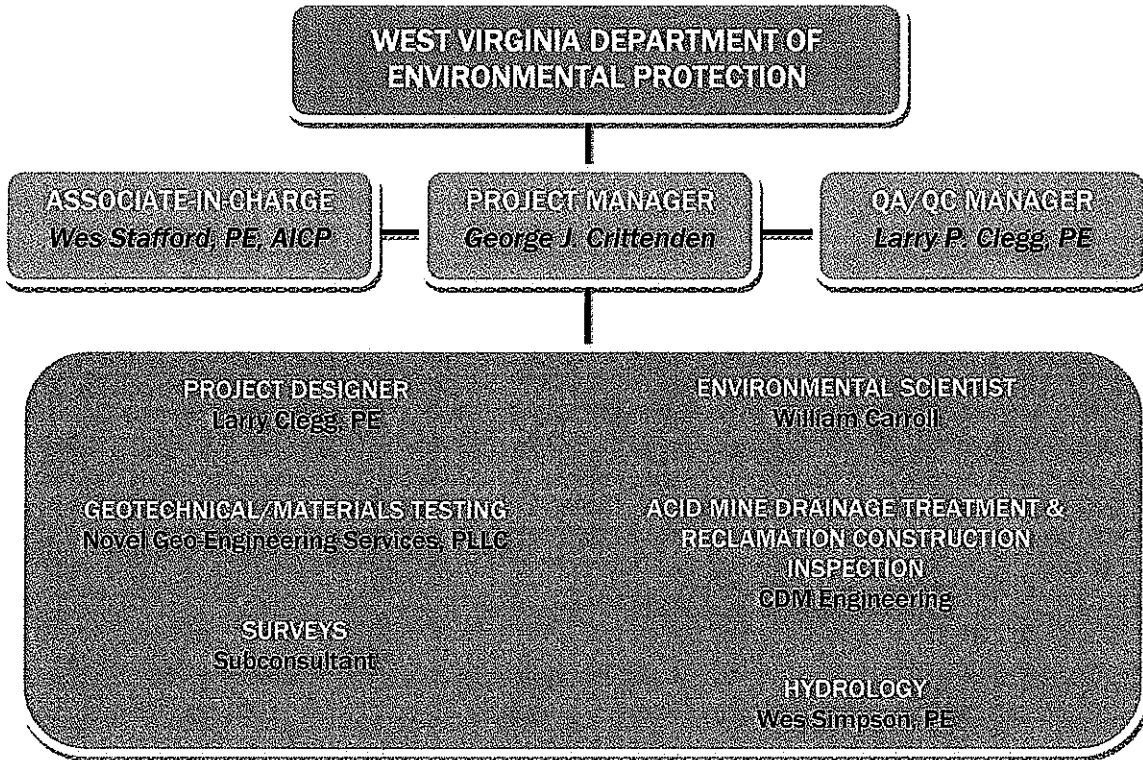 WEST VIRGINIA DEPARTMENT OF
ENVIRONMENTAL PROTECTION
ASSOCIATE-IN-CHARGE
Wes Stafford, PE, AICP
PROJECT MANAGER
George J. Crittenden
QA/QC MANAGER
Larry P. Clegg, PE
PROJECT DESIGNER
Larry Clegg, PE
GEOTECHNICAL/MATERIALS TESTING
Novel Geo-Engineering Services, PLLC
SURVEYS
Subconsultant
ENVIRONMENTAL SCIENTIST
William Carroll
ACID MINE DRAINAGE TREATMENT &
RECLAMATION CONSTRUCTION
INSPECTION
CDM Engineering
HYDROLOGY
Wes Simpson, PE